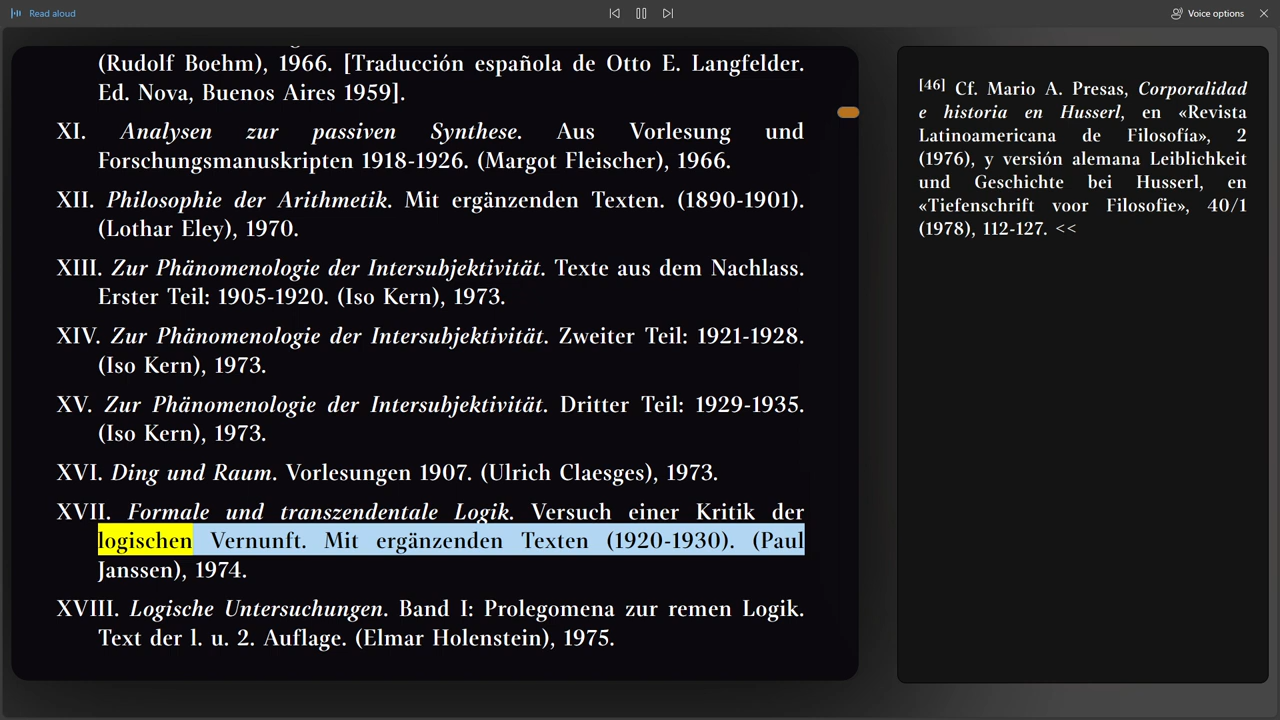 Read aloud
Voice options
(Rudolf Boehm), 1966. [Traducción española de Otto E. Langfelder.
Ed. Nova, Buenos Aires 1959].
XI. Analysen zur passiven Synthese. Aus Vorlesung und
Forschungsmanuskripten 1918-1926. (Margot Fleischer), 1966.
XII. Philosophie der Arithmetik. Mit ergänzenden Texten. (1890-1901).
(Lothar Eley), 1970.
XIII. Zur Phänomenologie der Intersubjektivität. Texte aus dem Nachlass.
Erster Teil: 1905-1920. (Iso Kern), 1973.
XIV. Zur Phänomenologie der Intersubjektivität. Zweiter Teil: 1921-1928.
(Iso Kern), 1973.
XV. Zur Phänomenologie der Intersubjektivität. Dritter Teil: 1929-1935.
(Iso Kern), 1973.
XVI. Ding und Raum. Vorlesungen 1907. (Ulrich Claesges), 1973.
XVII. Formale und transzendentale Logik. Versuch einer Kritik der
logischen Vernunft. Mit ergänzenden Texten (1920-1930). (Paul
Janssen), 1974.
XVIII. Logische Untersuchungen. Band I: Prolegomena zur remen Logik.
Text der l. u. 2. Auflage. (Elmar Holenstein), 1975.
[46] Cf. Mario A. Presas, Corporalidad
e historia en Husserl, en «Revista
Latinoamericana de Filosofía», 2
(1976), y versión alemana Leiblichkeit
und Geschichte bei Husserl, en
«Tiefenschrift voor Filosofie», 40/1
(1978), 112-127. <<